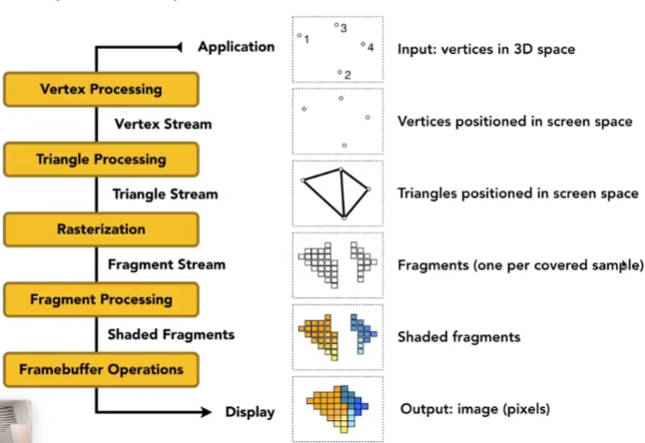 Application
1
3
4
2
Input: vertices in 3D space
Vertex Processing
Vertex Stream
Vertices positioned in screen space
Triangle Processing
Triangle Stream
Triangles positioned in screen space
Rasterization
Fragment Stream
Fragments (one per covered sample)
Fragment Processing
Shaded Fragments
Shaded fragments
Framebuffer Operations
Display
Output: image (pixels)